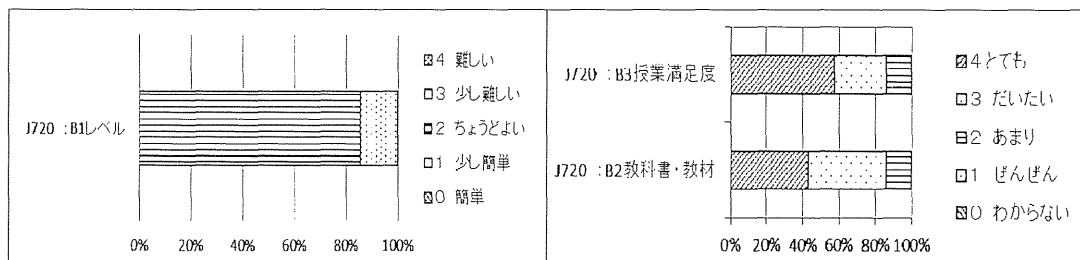 4 難しい
3 少し難しい
2 ちょうどよい
1 少し簡単
0 簡単
J720 :B1レベル
0% 20% 40% 60% 80% 100%
J720 :B3授業満足度
J720 :B2教科書・教材
4とても
3 だいたい
2 あまり
1 ぜんぜん
0 わからない
0% 20% 40% 60% 80% 100%